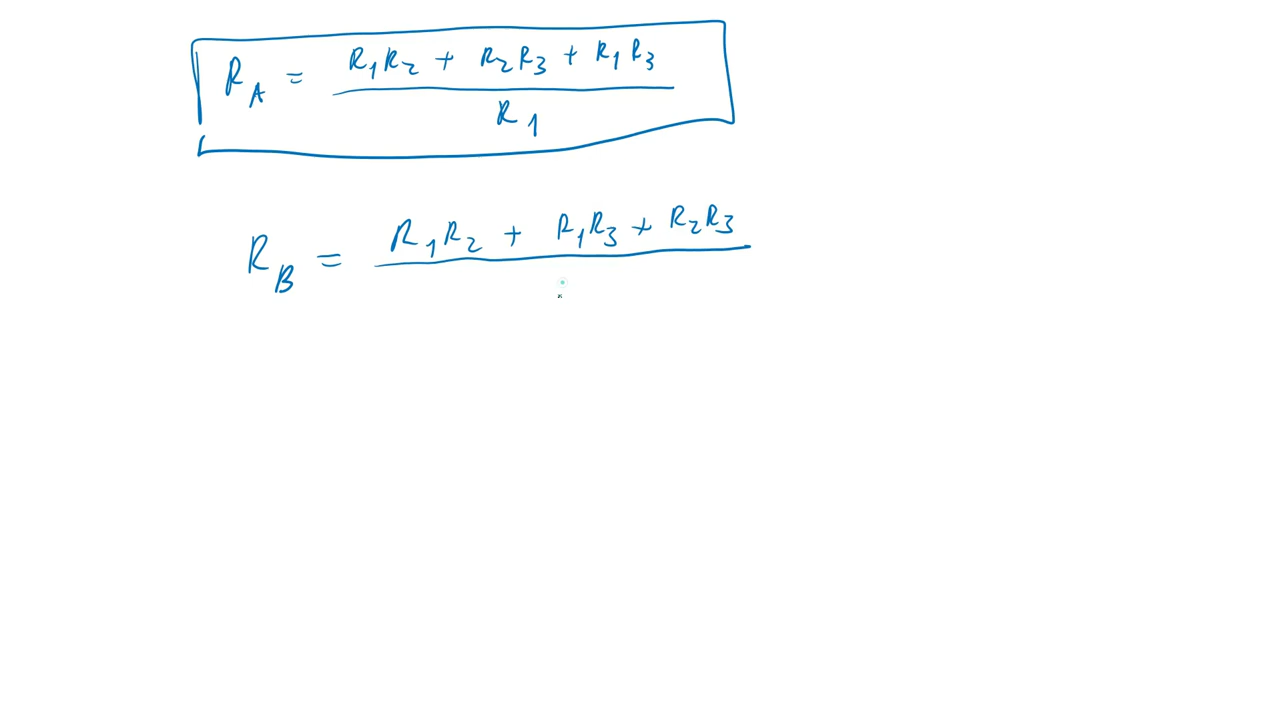 R_A = (R_1R_2 + R_2R_3 + R_1R_3) / R_1
R_B = (R_1R_2 + R_1R_3 + R_2R_3) /